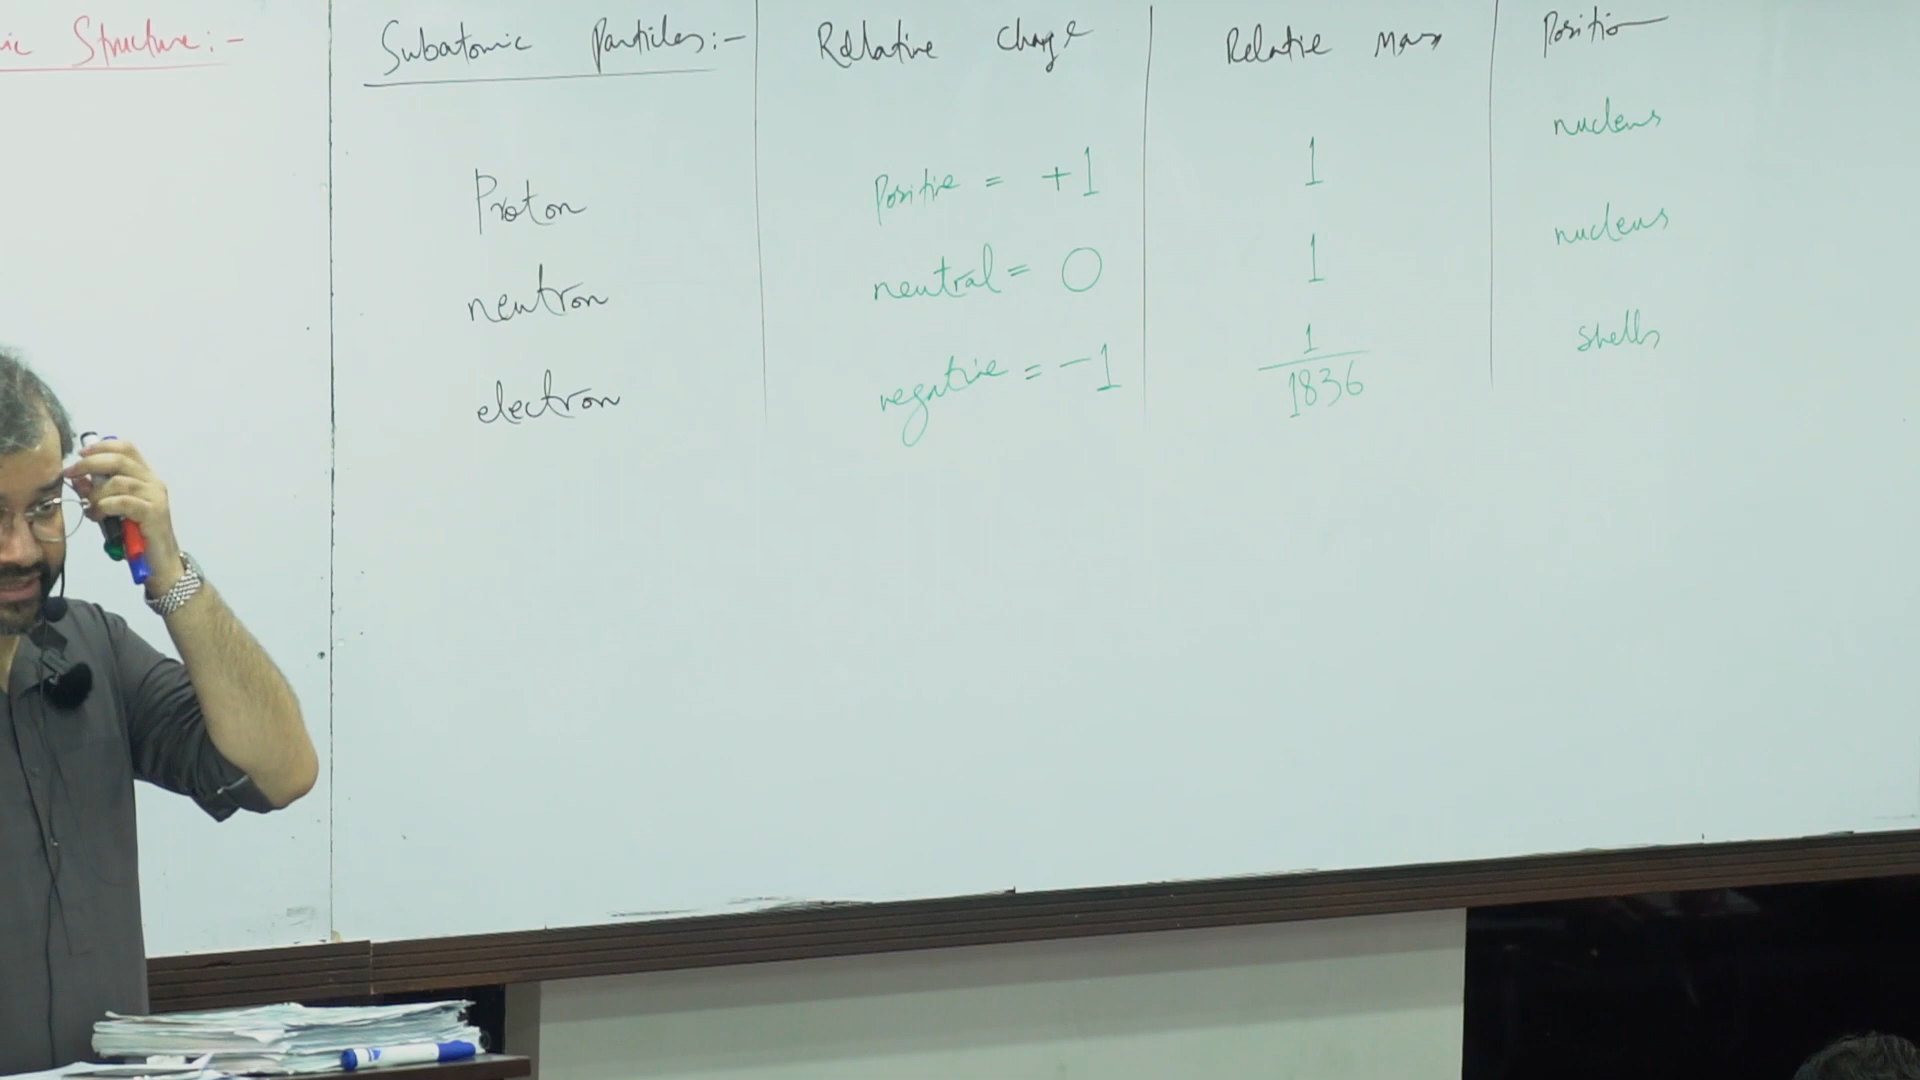 ic Structure:-
Subatomic Particles:- Relative Charge Relative Mass Position
Proton Positive = +1 1 nucleus
neutron neutral = 0 1 nucleus
electron negative = -1 1/1836 shells